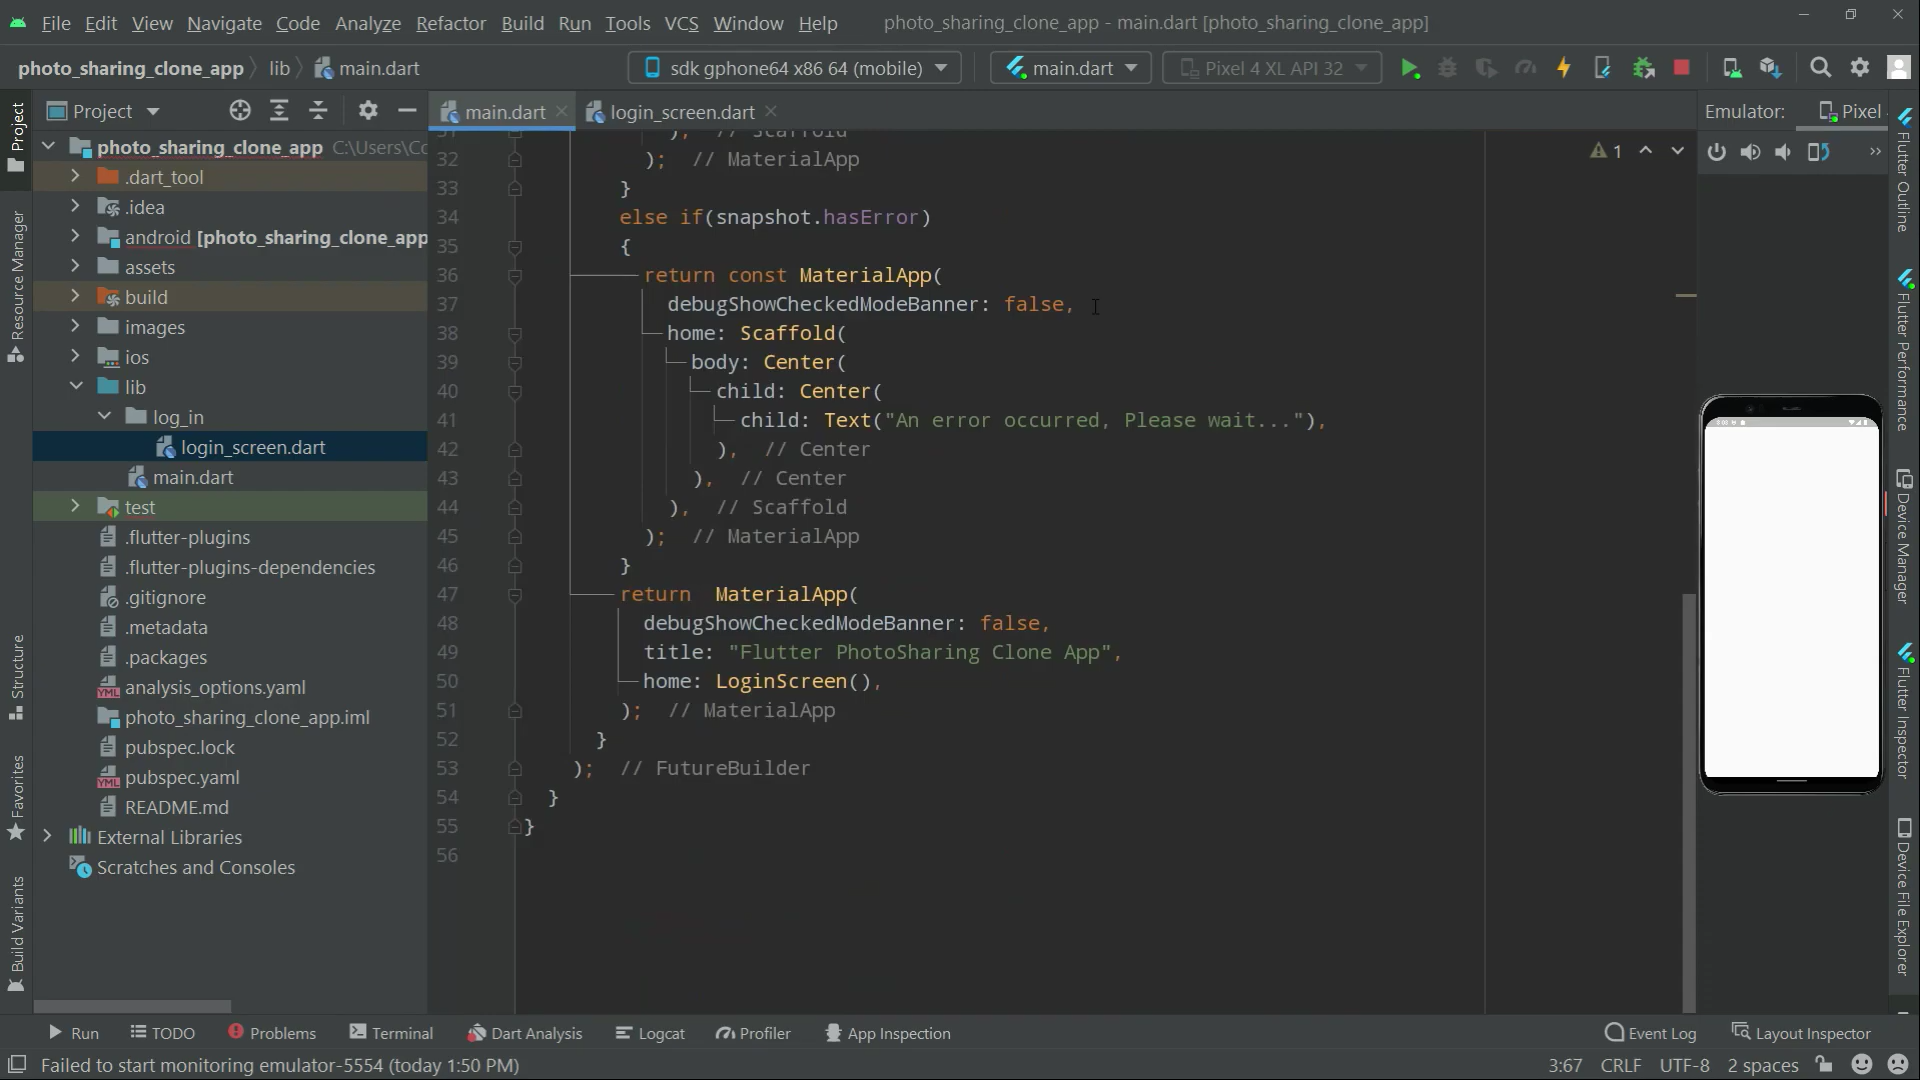 File Edit View Navigate Code Analyze Refactor Build Run Tools VCS Window Help photo_sharing_clone_app - main.dart [photo_sharing_clone_app]
photo_sharing_clone_app lib main.dart sdk gphone64 x86 64 (mobile) main.dart Pixel 4 XL API 32
Project main.dart login_screen.dart Emulator: Pixel
photo_sharing_clone_app C:\Users\Cc
.dart_tool
.idea
android [photo_sharing_clone_app
assets
build
images
ios
lib
log_in
login_screen.dart
main.dart
test
.flutter-plugins
.flutter-plugins-dependencies
.gitignore
.metadata
.packages
analysis_options.yaml
photo_sharing_clone_app.iml
pubspec.lock
pubspec.yaml
README.md
External Libraries
Scratches and Consoles
31 ), // Scaffold
32 ); // MaterialApp
33 }
34 else if(snapshot.hasError)
35 {
36 return const MaterialApp(
37 debugShowCheckedModeBanner: false,
38 home: Scaffold(
39 body: Center(
40 child: Center(
41 child: Text("An error occurred, Please wait..."),
42 ), // Center
43 ), // Center
44 ), // Scaffold
45 ); // MaterialApp
46 }
47 return MaterialApp(
48 debugShowCheckedModeBanner: false,
49 title: "Flutter PhotoSharing Clone App",
50 home: LoginScreen(),
51 ); // MaterialApp
52 }
53 ); // FutureBuilder
54 }
55 }
56
1
Project
Resource Manager
Structure
Favorites
Build Variants
Flutter Outline
Flutter Performance
Device Manager
Flutter Inspector
Device File Explorer
Run TODO Problems Terminal Dart Analysis Logcat Profiler App Inspection Event Log Layout Inspector
Failed to start monitoring emulator-5554 (today 1:50 PM) 3:67 CRLF UTF-8 2 spaces